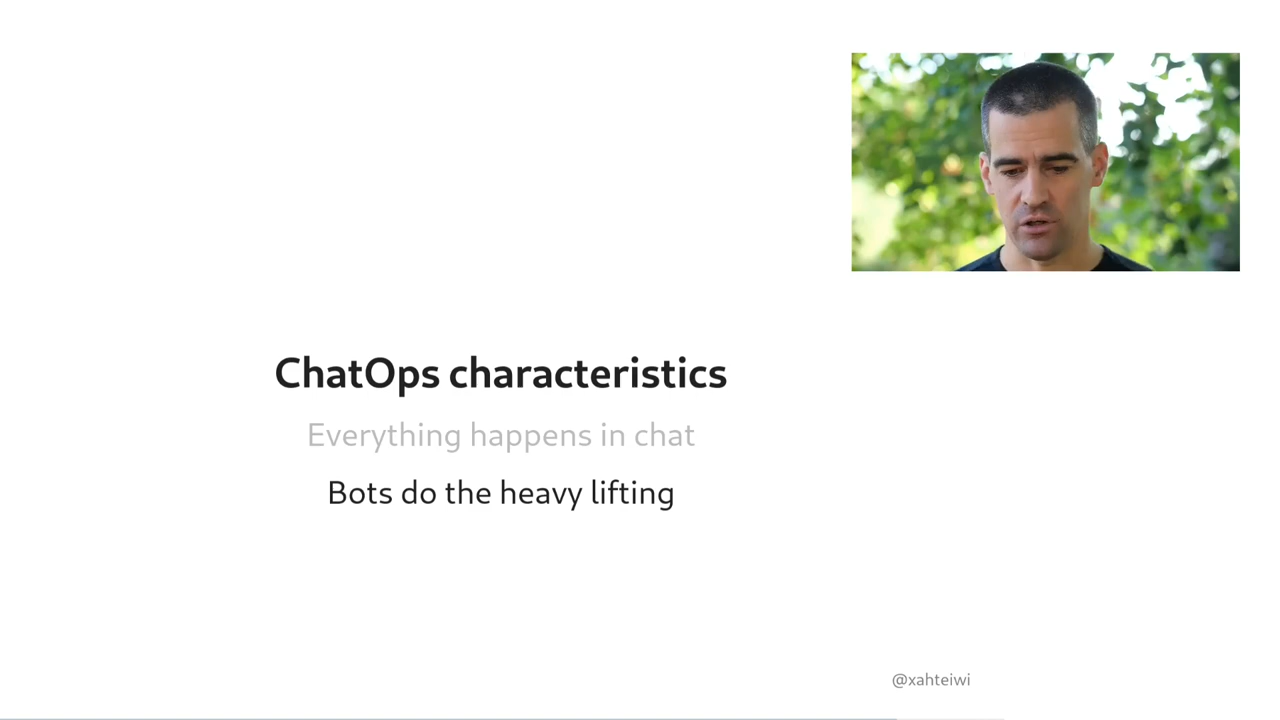 ChatOps characteristics
Everything happens in chat
Bots do the heavy lifting
@xahteiwi